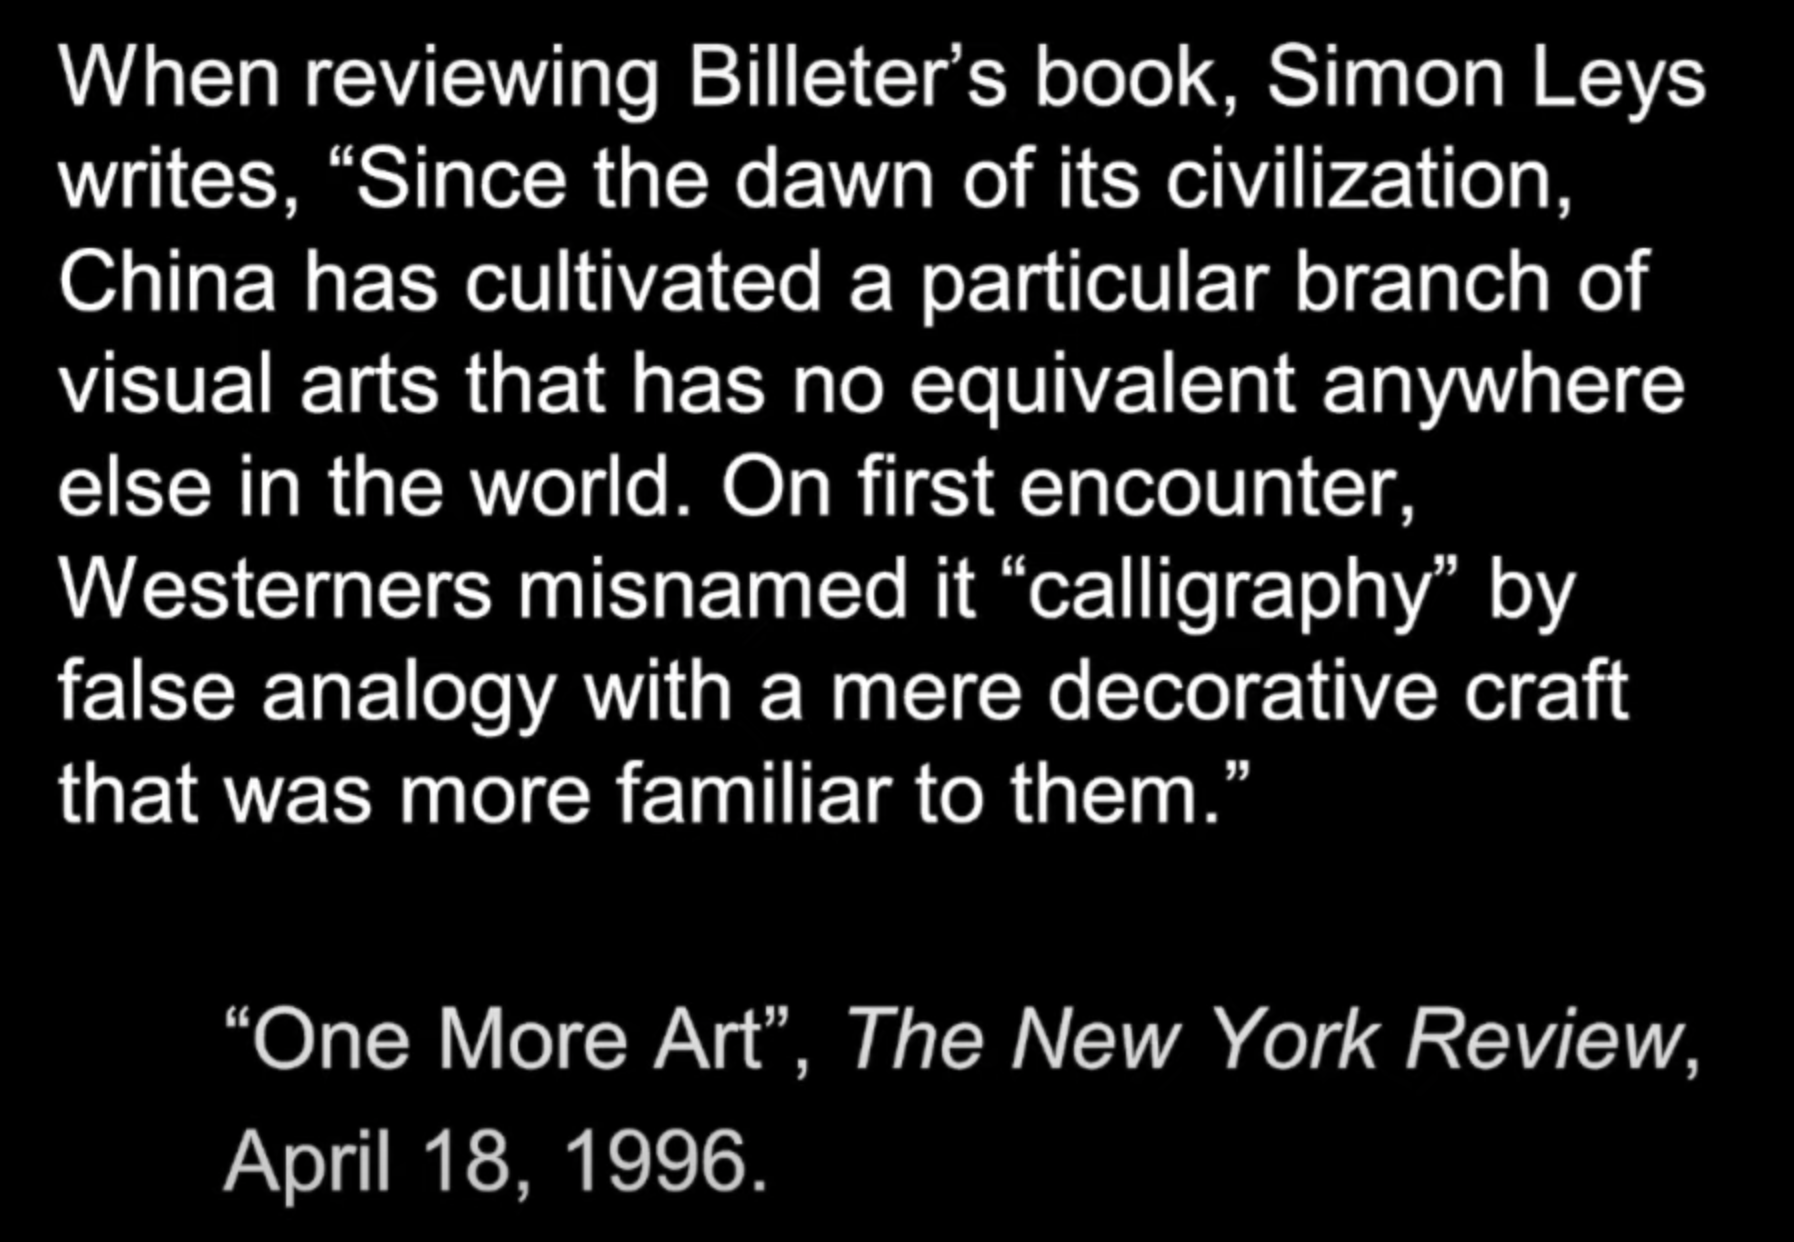 When reviewing Billeter’s book, Simon Leys
writes, “Since the dawn of its civilization,
China has cultivated a particular branch of
visual arts that has no equivalent anywhere
else in the world. On first encounter,
Westerners misnamed it “calligraphy” by
false analogy with a mere decorative craft
that was more familiar to them.”
“One More Art”, The New York Review,
April 18, 1996.